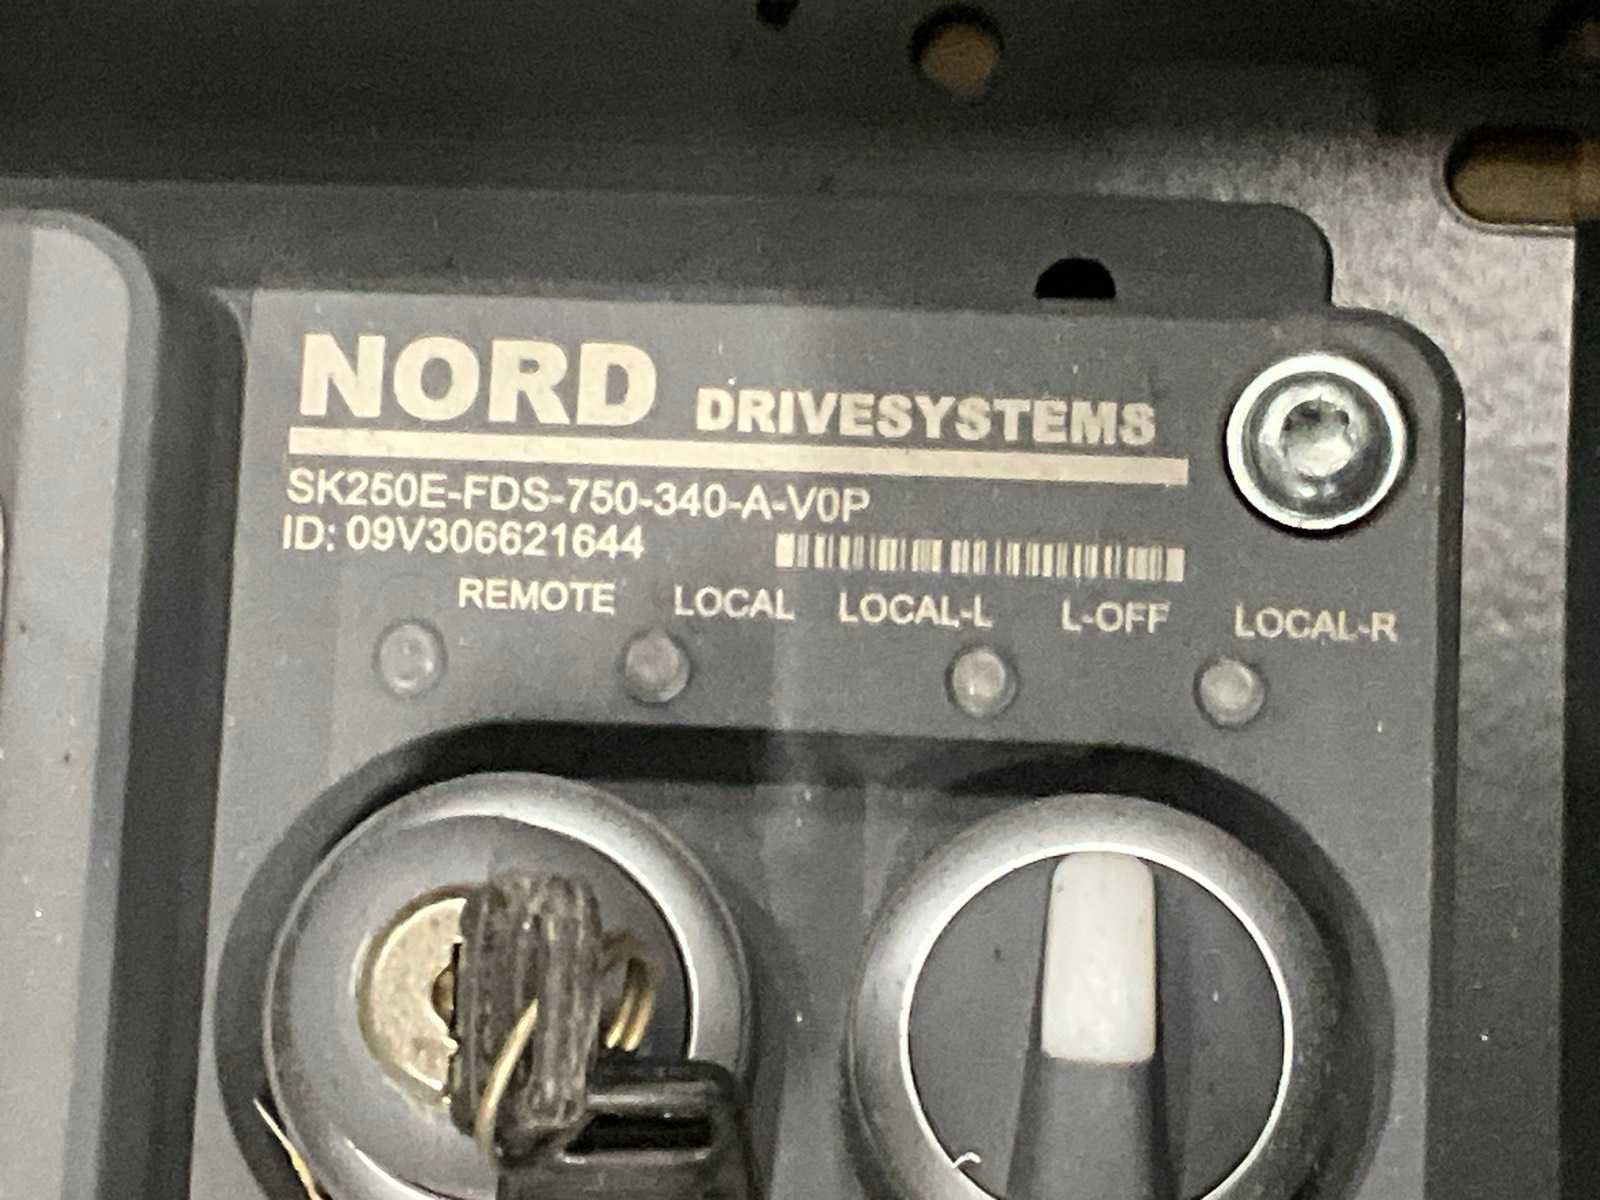 NORD DRIVESYSTEMS
SK250E-FDS-750-340-A-V0P
ID: 09V306621644
REMOTE LOCAL LOCAL-L L-OFF LOCAL-R